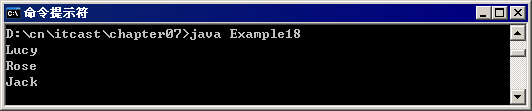 命令提示符
D:\cn\itcast\chapter07>java Example18
Lucy
Rose
Jack